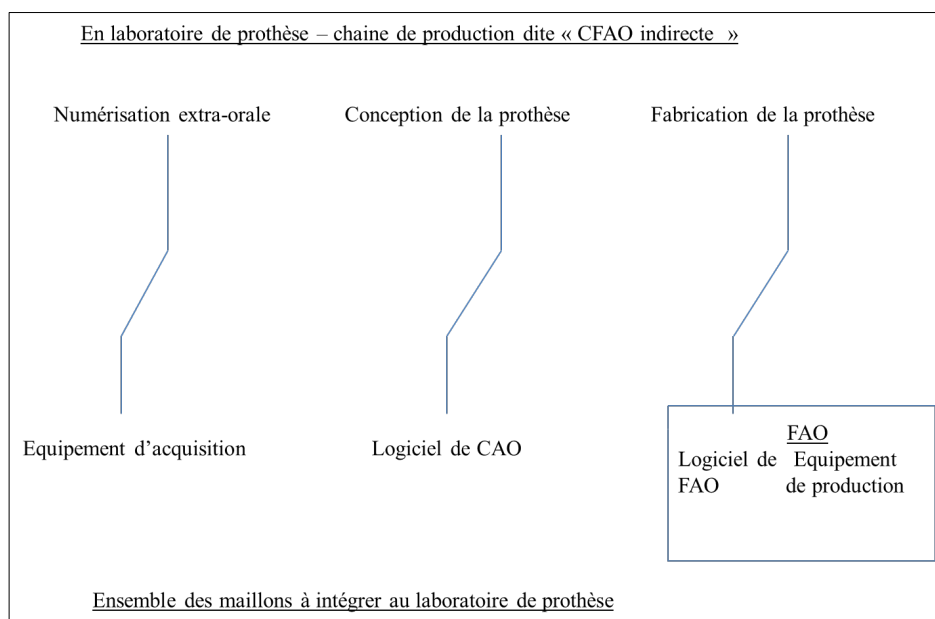 En laboratoire de prothèse – chaine de production dite « CFAO indirecte  »
Numérisation extra-orale
Conception de la prothèse
Fabrication de la prothèse
Equipement d’acquisition
Logiciel de CAO
FAO
Logiciel de FAO
Equipement de production
Ensemble des maillons à intégrer au laboratoire de prothèse